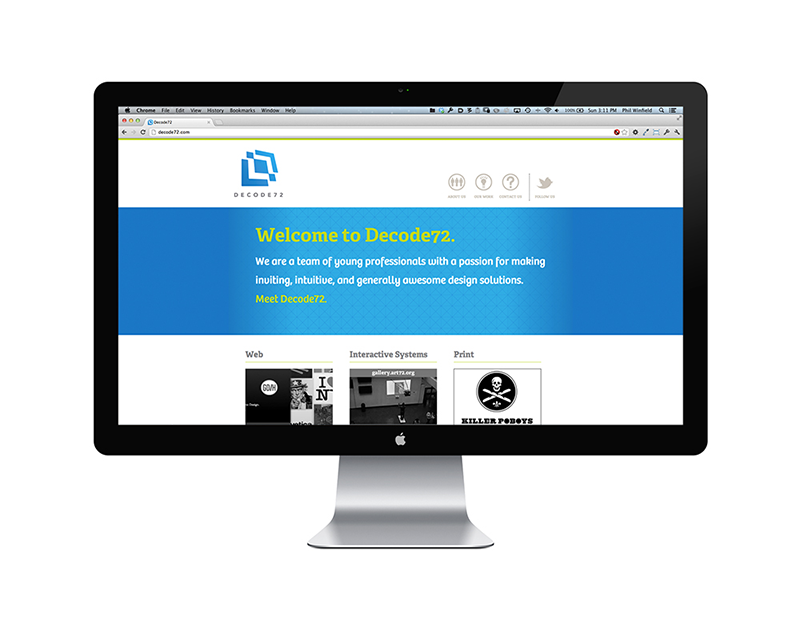 Chrome File Edit View History Bookmarks Window Help 100% Sun 3:11 PM Phil Winfield
Decode72
decode72.com
DECODE72
ABOUT US OUR WORK CONTACT US FOLLOW US
Welcome to Decode72.
We are a team of young professionals with a passion for making
inviting, intuitive, and generally awesome design solutions.
Meet Decode72.
Web Interactive Systems Print
gallery.art72.org
I
N
KILLER POBOYS